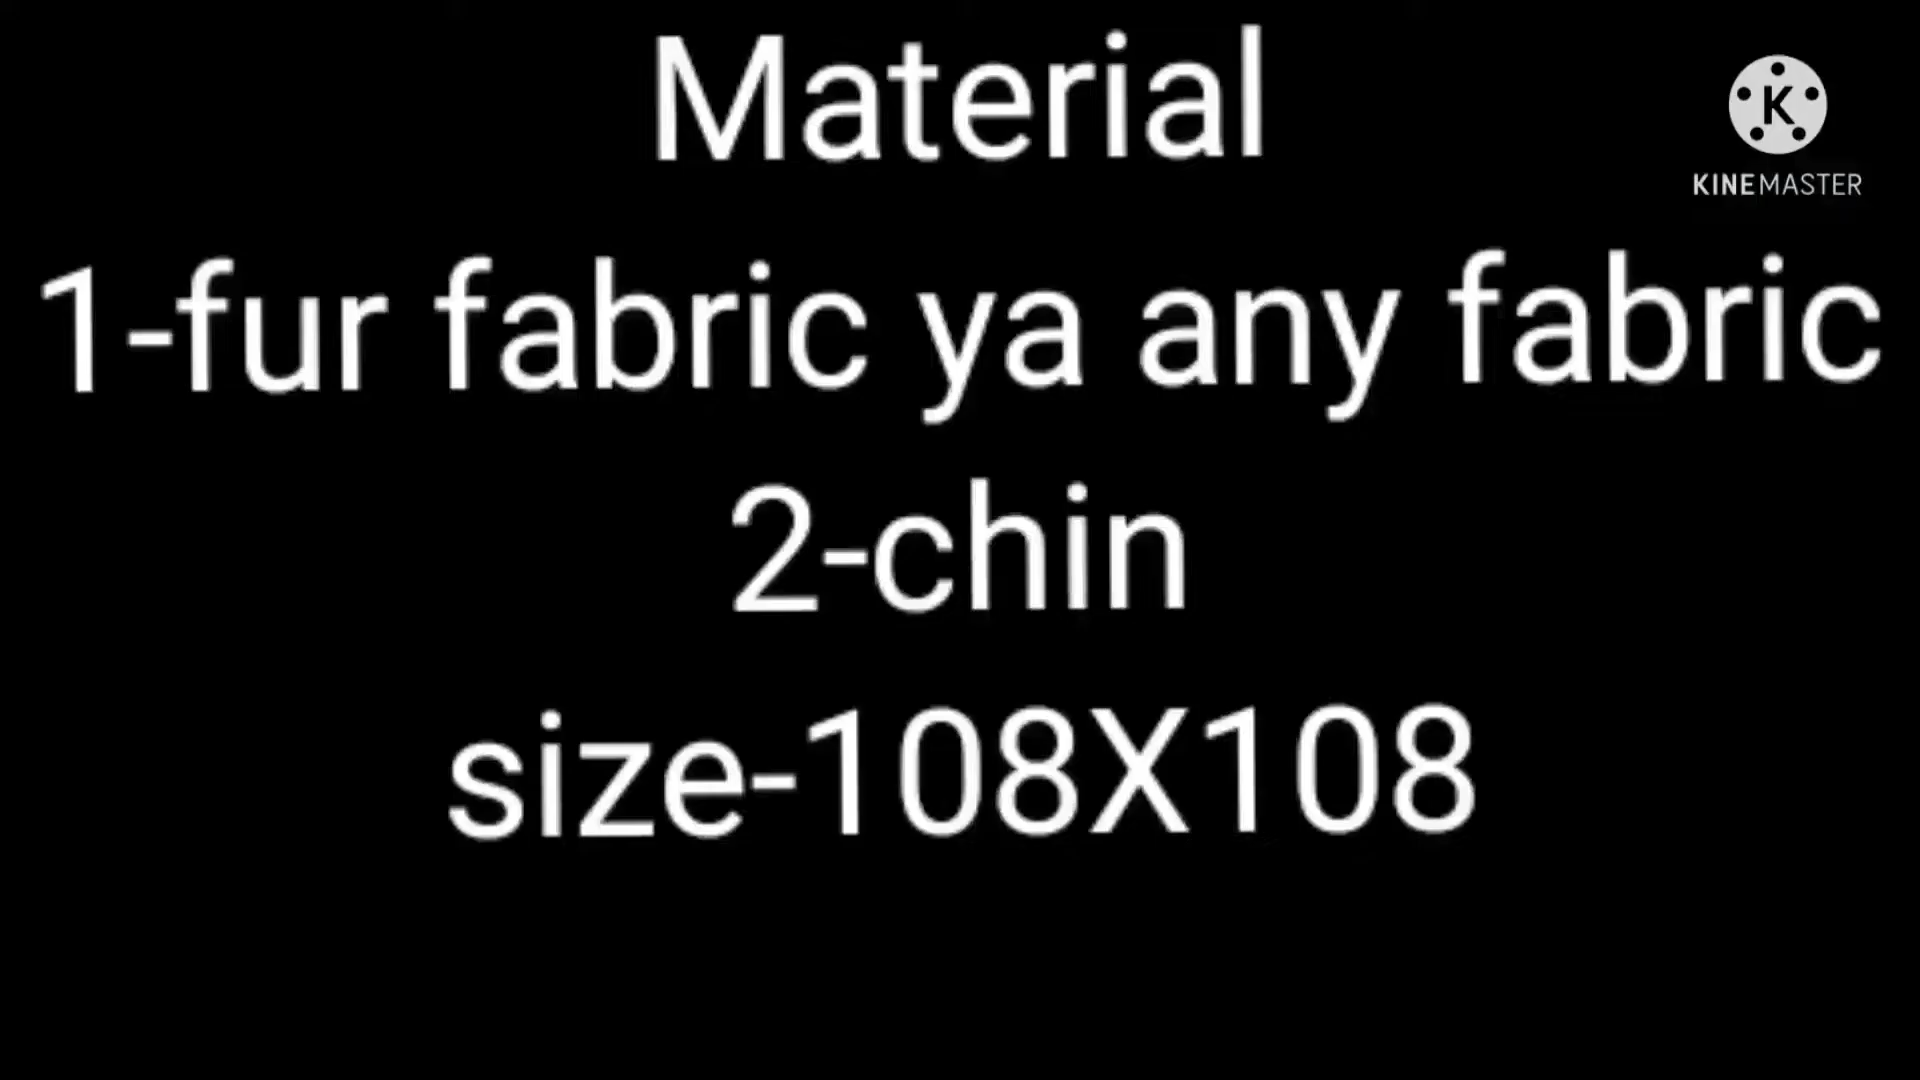 Material
K
KINEMASTER
1-fur fabric ya any fabric
2-chin
size-108X108